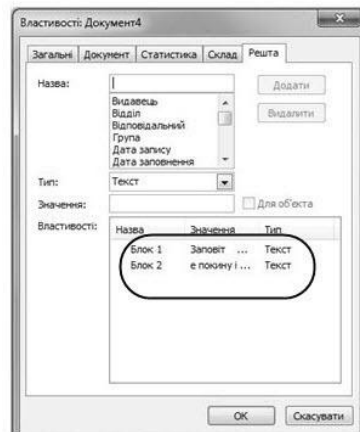 Властивості: Документ4
Загальні Документ Статистика Склад Решта
Назва:
Додати
Видавець
Відділ
Відповідальний
Група
Дата запису
Дата заповнення
Видалити
Тип: Текст
Значення: Для об'єкта
Властивості: Назва Значення Тип
Блок 1 Заповіт ... Текст
Блок 2 е покину і ... Текст
OK Скасувати